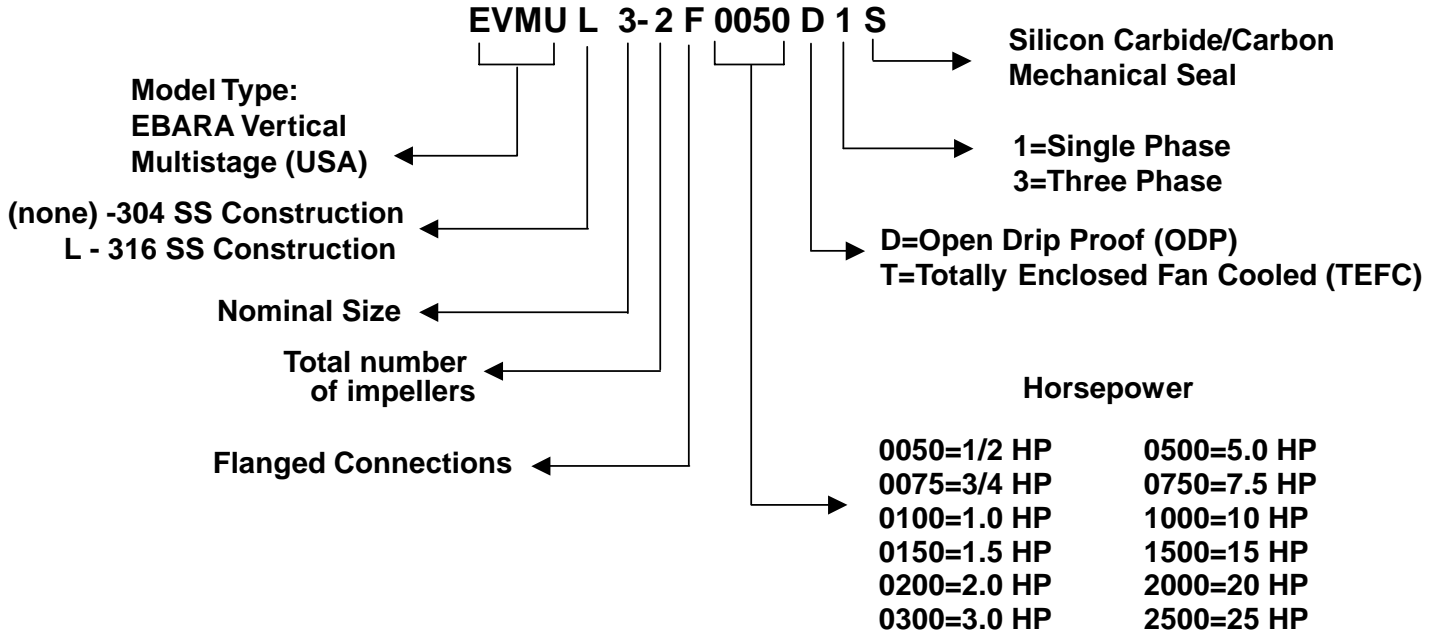 EVMU L 3- 2 F 0050 D 1 S
Silicon Carbide/Carbon
Mechanical Seal
Model Type:
EBARA Vertical
Multistage (USA)
1=Single Phase
3=Three Phase
(none) -304 SS Construction
L - 316 SS Construction
D=Open Drip Proof (ODP)
T=Totally Enclosed Fan Cooled (TEFC)
Nominal Size
Total number
of impellers
Flanged Connections
Horsepower
0050=1/2 HP
0075=3/4 HP
0100=1.0 HP
0150=1.5 HP
0200=2.0 HP
0300=3.0 HP
0500=5.0 HP
0750=7.5 HP
1000=10 HP
1500=15 HP
2000=20 HP
2500=25 HP